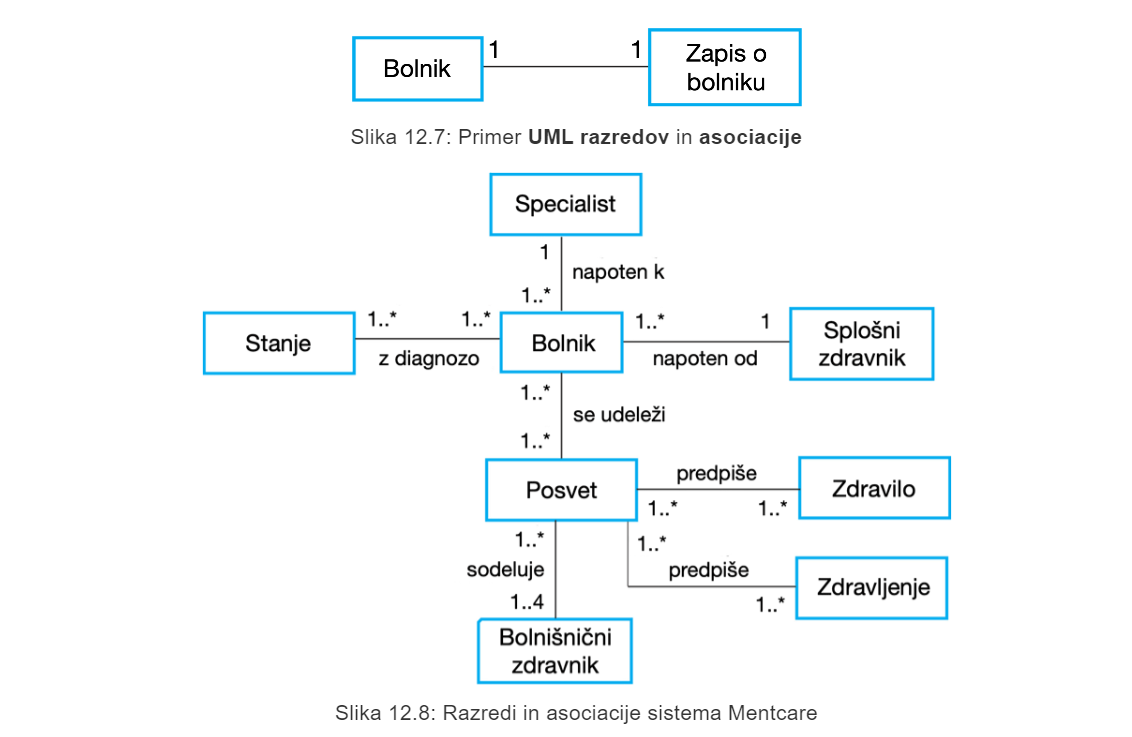 1
1
Bolnik
Zapis o
bolniku
Slika 12.7: Primer UML razredov in asociacije
Specialist
1
napoten k
1..*
1..*
1..*
1..*
1
Stanje
Bolnik
Splošni
zdravnik
z diagnozo
napoten od
1..*
se udeleži
1..*
Posvet
predpiše
Zdravilo
1..*
1..*
1..*
1..*
sodeluje
predpiše
Zdravljenje
1..4
1..*
Bolnišnični
zdravnik
Slika 12.8: Razredi in asociacije sistema Mentcare